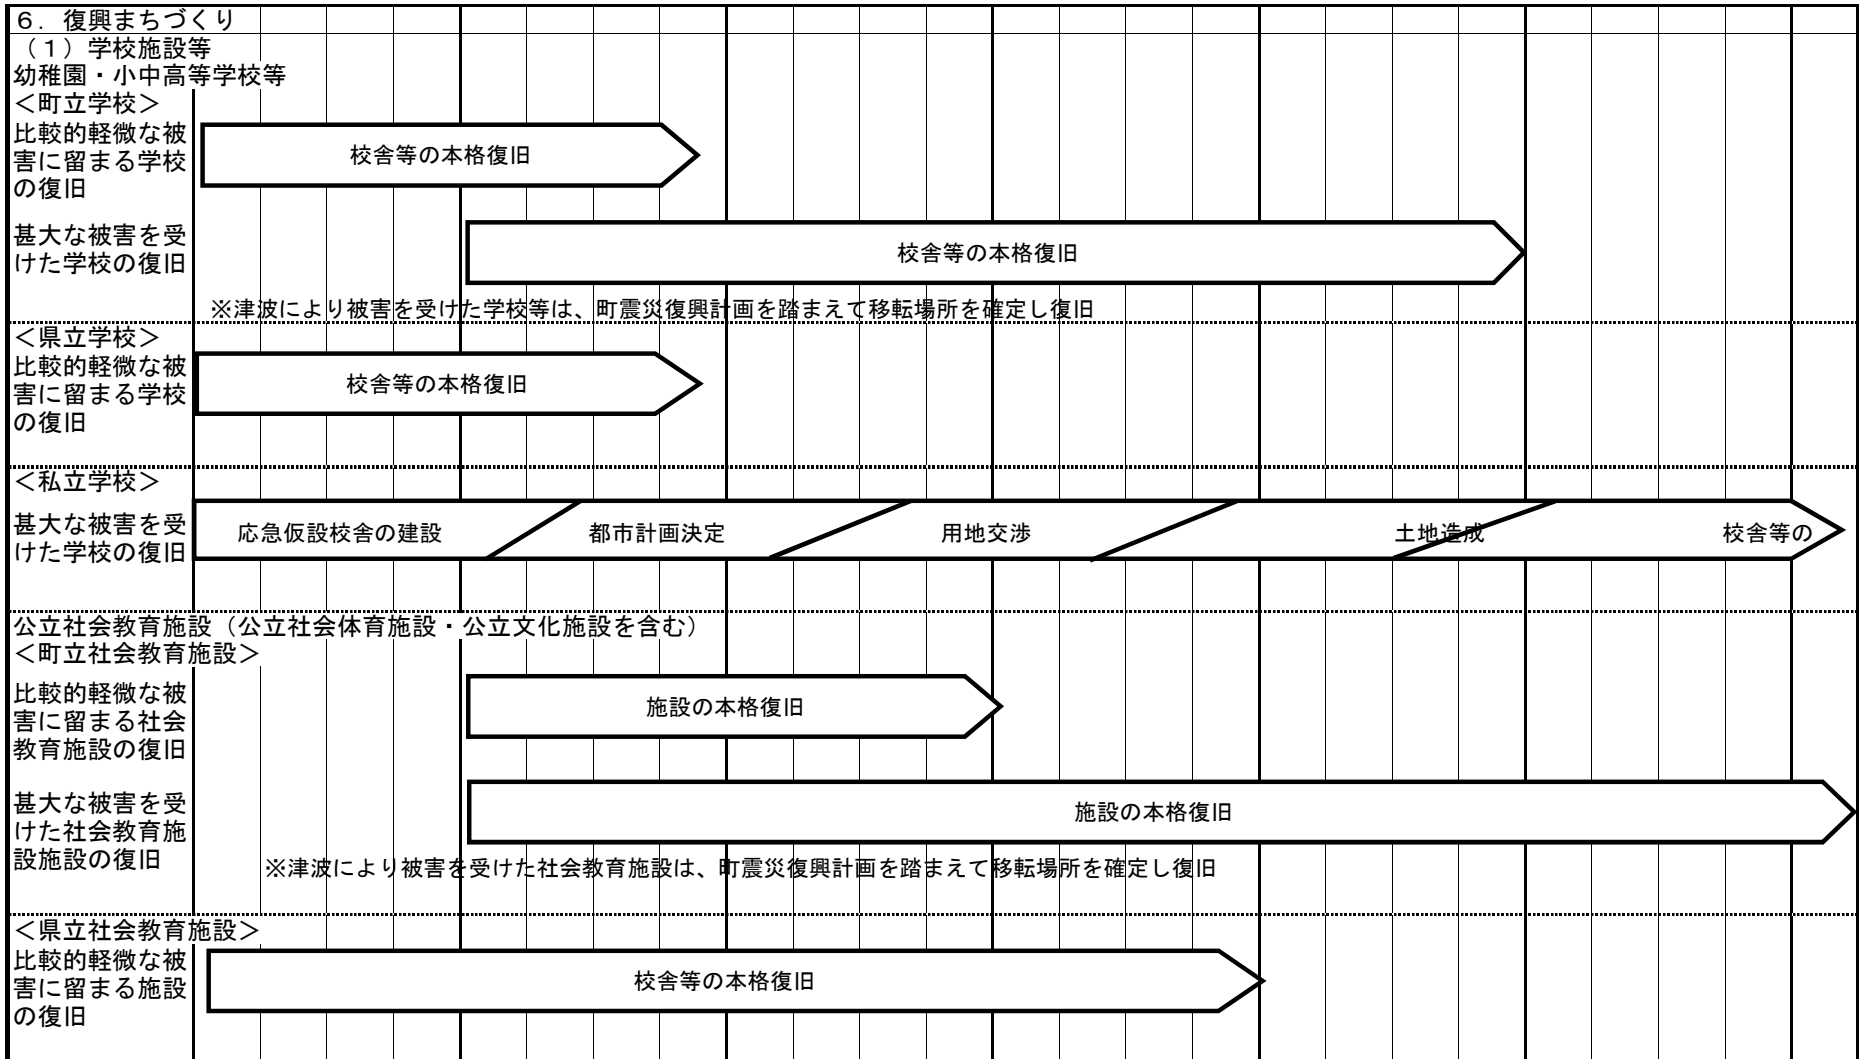 ６．復興まちづくり
（１）学校施設等
幼稚園・小中高等学校等
＜町立学校＞
比較的軽微な被
害に留まる学校
の復旧
校舎等の本格復旧
甚大な被害を受
けた学校の復旧
校舎等の本格復旧
※津波により被害を受けた学校等は、町震災復興計画を踏まえて移転場所を確定し復旧
＜県立学校＞
比較的軽微な被
害に留まる学校
の復旧
校舎等の本格復旧
＜私立学校＞
甚大な被害を受
けた学校の復旧
応急仮設校舎の建設
都市計画決定
用地交渉
土地造成
校舎等の
公立社会教育施設（公立社会体育施設・公立文化施設を含む）
＜町立社会教育施設＞
比較的軽微な被
害に留まる社会
教育施設の復旧
施設の本格復旧
甚大な被害を受
けた社会教育施
設施設の復旧
施設の本格復旧
※津波により被害を受けた社会教育施設は、町震災復興計画を踏まえて移転場所を確定し復旧
＜県立社会教育施設＞
比較的軽微な被
害に留まる施設
の復旧
校舎等の本格復旧